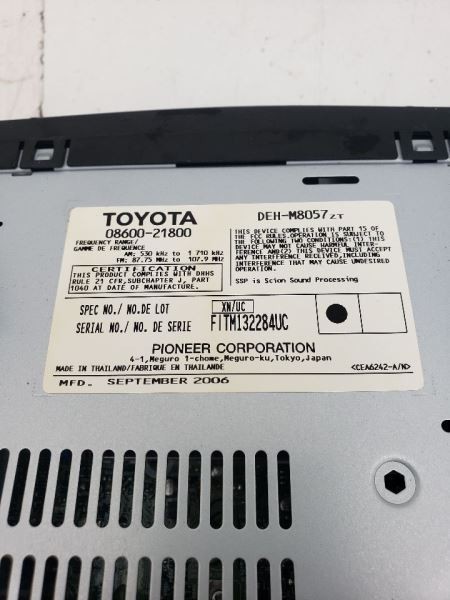 TOYOTA
08600-21800
FREQUENCY RANGE/
GAMME DE FREQUENCE
AM: 530 kHz to 1 710 kHz
FM: 87.75 MHz to 107.9 MHz
CERTIFICATION
THIS PRODUCT COMPLIES WITH DHHS
RULE 21 CFR,SUBCHAPTER J, PART
1040 AT DATE OF MANUFACTURE.
DEH-M8057ZT
THIS DEVICE COMPLIES WITH PART 15 OF
THE FCC RULES.OPERATION IS SUBJECT TO
THE FOLLOWING TWO CONDITIONS:(1) THIS
DEVICE MAY NOT CAUSE HARMFUL INTER-
FERENCE,AND(2) THIS DEVICE MUST ACCEPT
ANY INTERFERENCE RECEIVED,INCLUDING
INTERFERENCE THAT MAY CAUSE UNDESIRED
OPERATION.
SSP is Scion Sound Processing
SPEC NO./ NO.DE LOT XN/UC
SERIAL NO./ NO. DE SERIE FITM132284UC
PIONEER CORPORATION
4-1,Meguro 1-chome,Meguro-ku,Tokyo,Japan
MADE IN THAILAND/FABRIQUÉ EN THAILANDE <CEA6242-A/N>
MFD. SEPTEMBER 2006